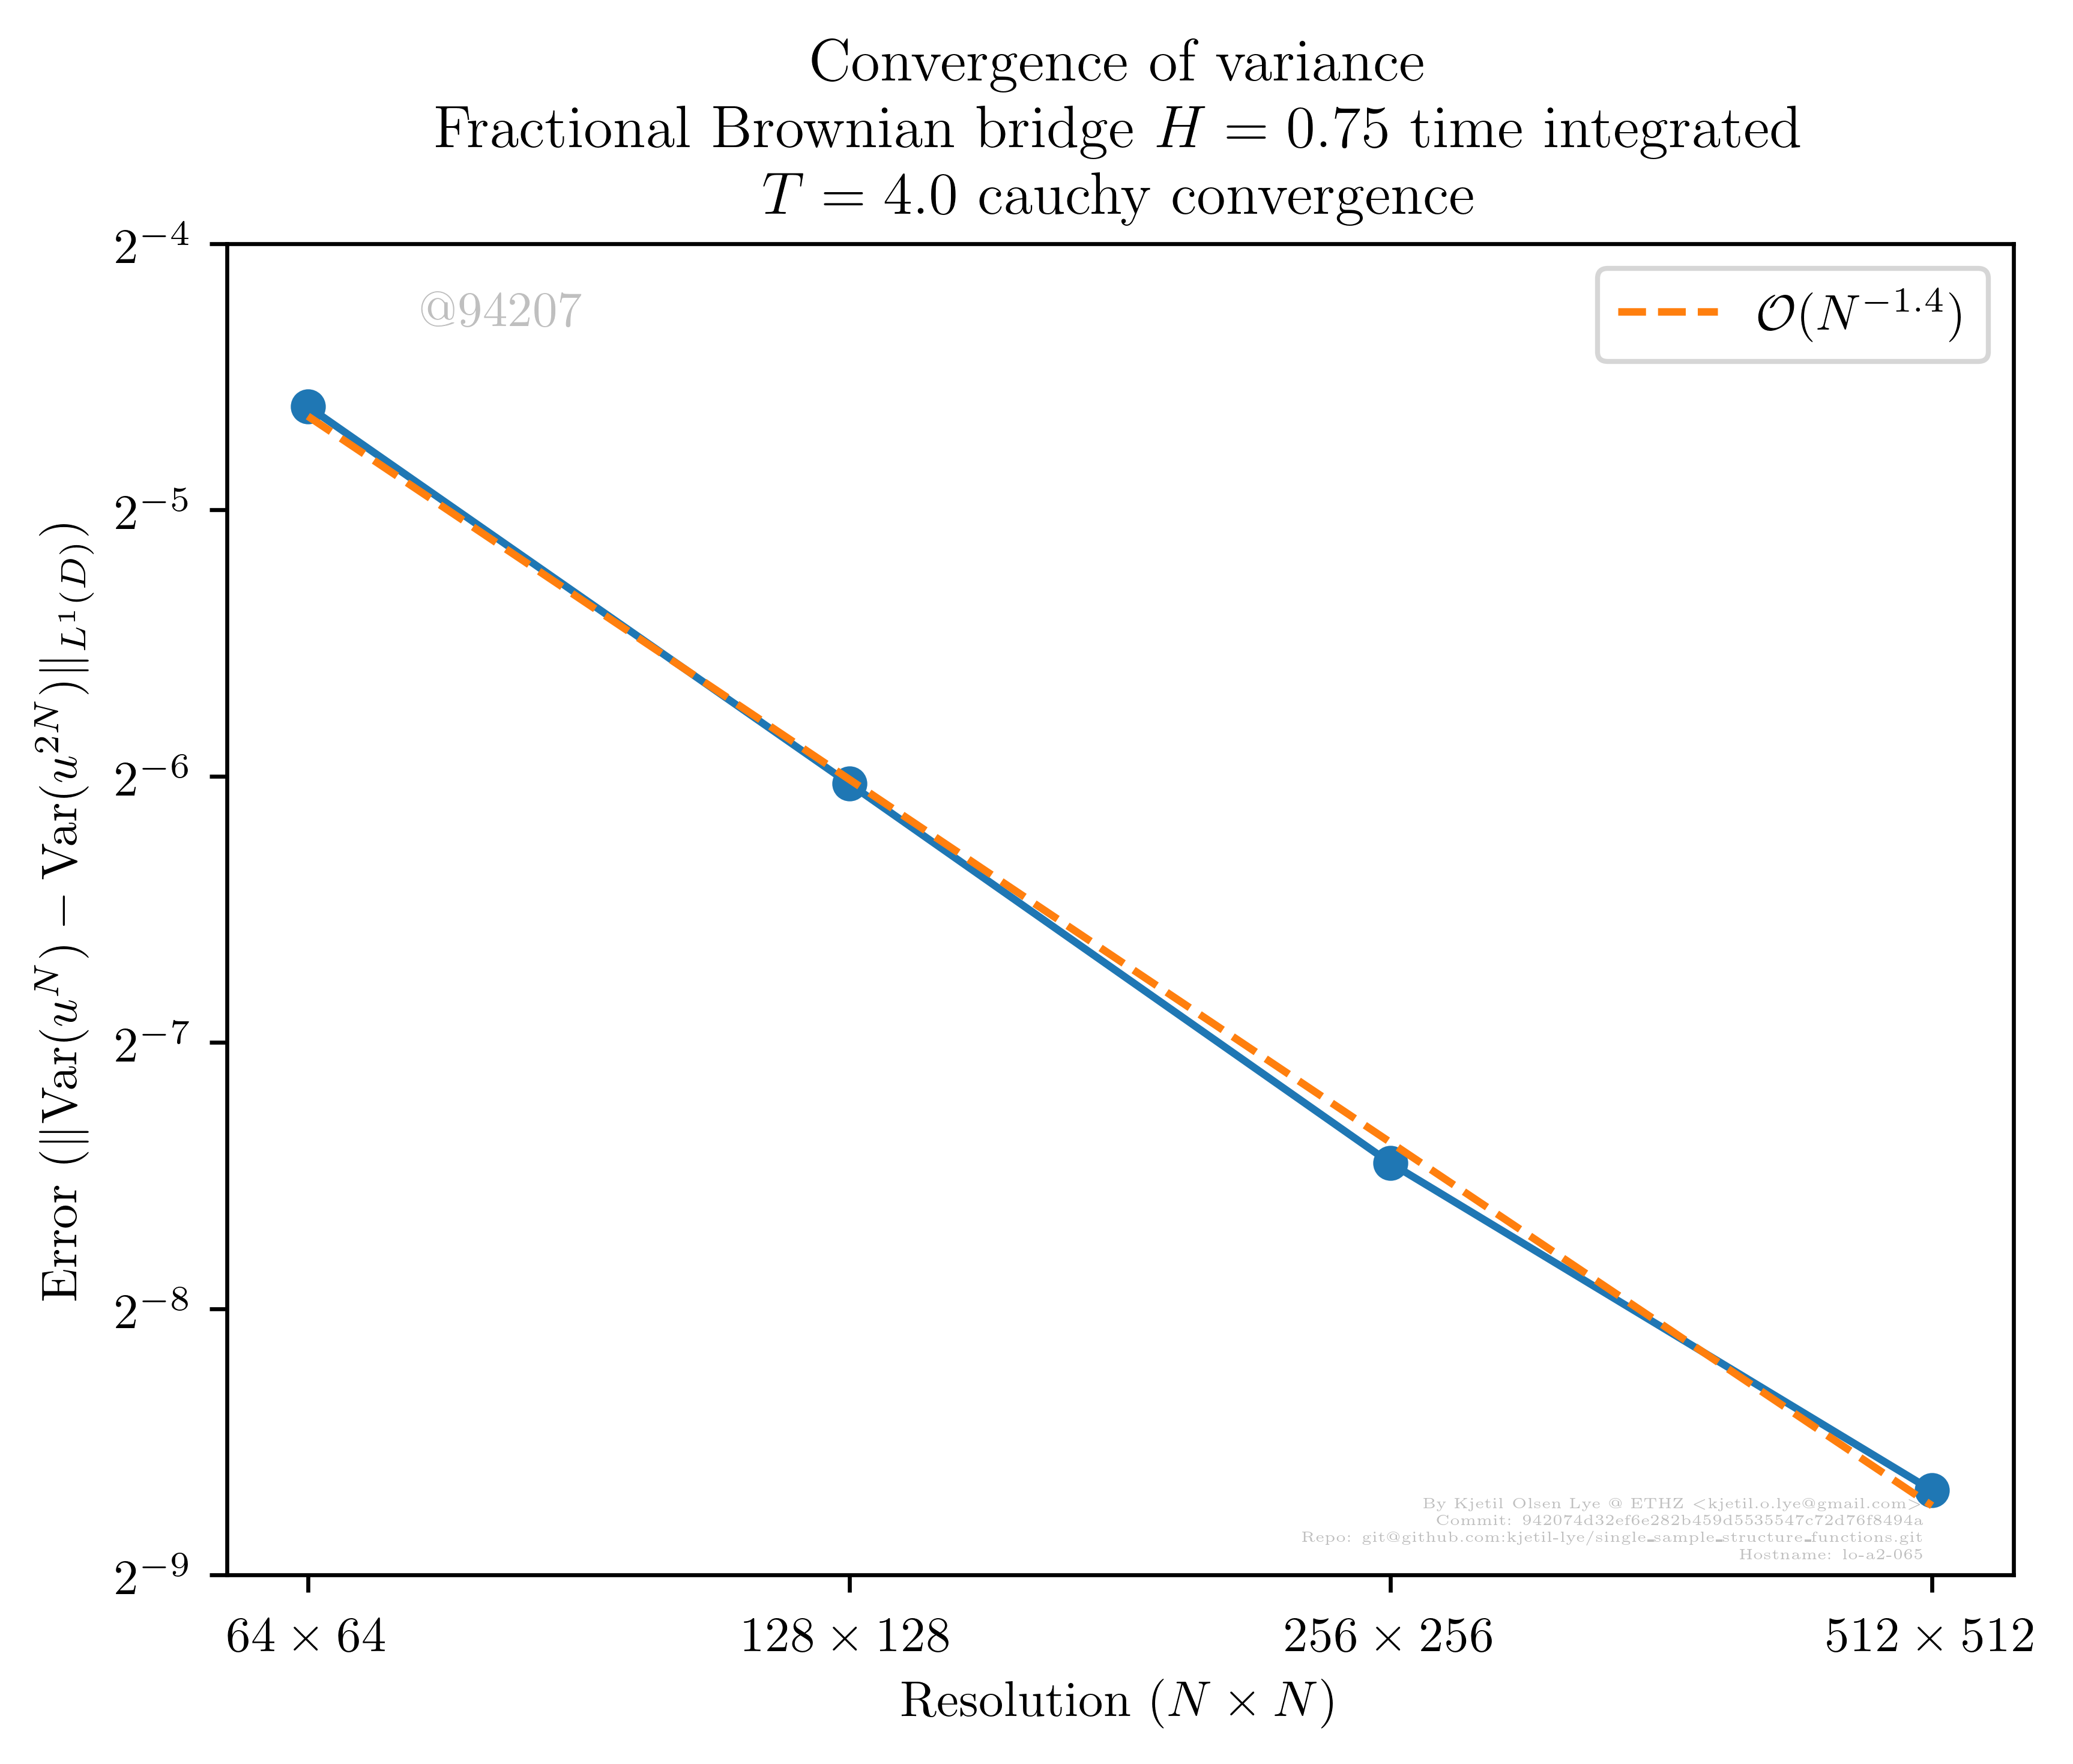 Convergence of variance
Fractional Brownian bridge H = 0.75 time integrated
T = 4.0 cauchy convergence
@94207
O(N^{-1.4})
2^{-4}
2^{-5}
2^{-6}
2^{-7}
2^{-8}
2^{-9}
Error (||Var(u^N) − Var(u^{2N})||_{L^1(D)})
By Kjetil Olsen Lye @ ETHZ <kjetil.o.lye@gmail.com>
Commit: 942074d32ef6e282b459d5535547c72d76f8494a
Repo: git@github.com:kjetil-lye/single_sample_structure_functions.git
Hostname: lo-a2-065
64 × 64 128 × 128 256 × 256 512 × 512
Resolution (N × N)